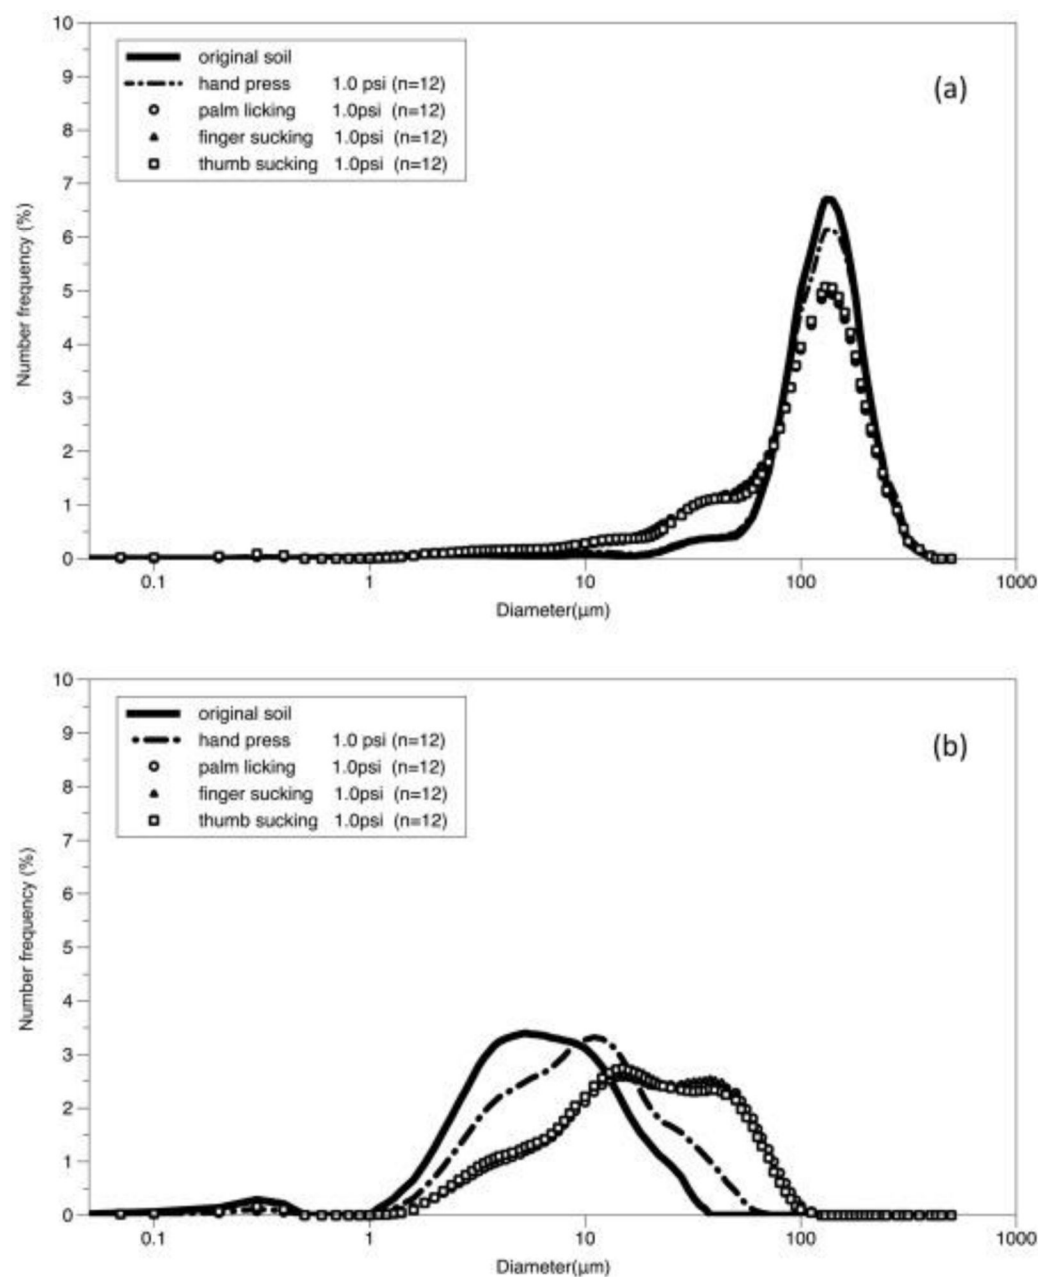 10
9
8
7
6
5
4
3
2
1
0
Number frequency (%)
original soil
hand press 1.0 psi (n=12)
palm licking 1.0psi (n=12)
finger sucking 1.0psi (n=12)
thumb sucking 1.0psi (n=12)
(a)
0.1 1 10 100 1000
Diameter(μm)
10
9
8
7
6
5
4
3
2
1
0
Number frequency (%)
original soil
hand press 1.0 psi (n=12)
palm licking 1.0psi (n=12)
finger sucking 1.0psi (n=12)
thumb sucking 1.0psi (n=12)
(b)
0.1 1 10 100 1000
Diameter(μm)